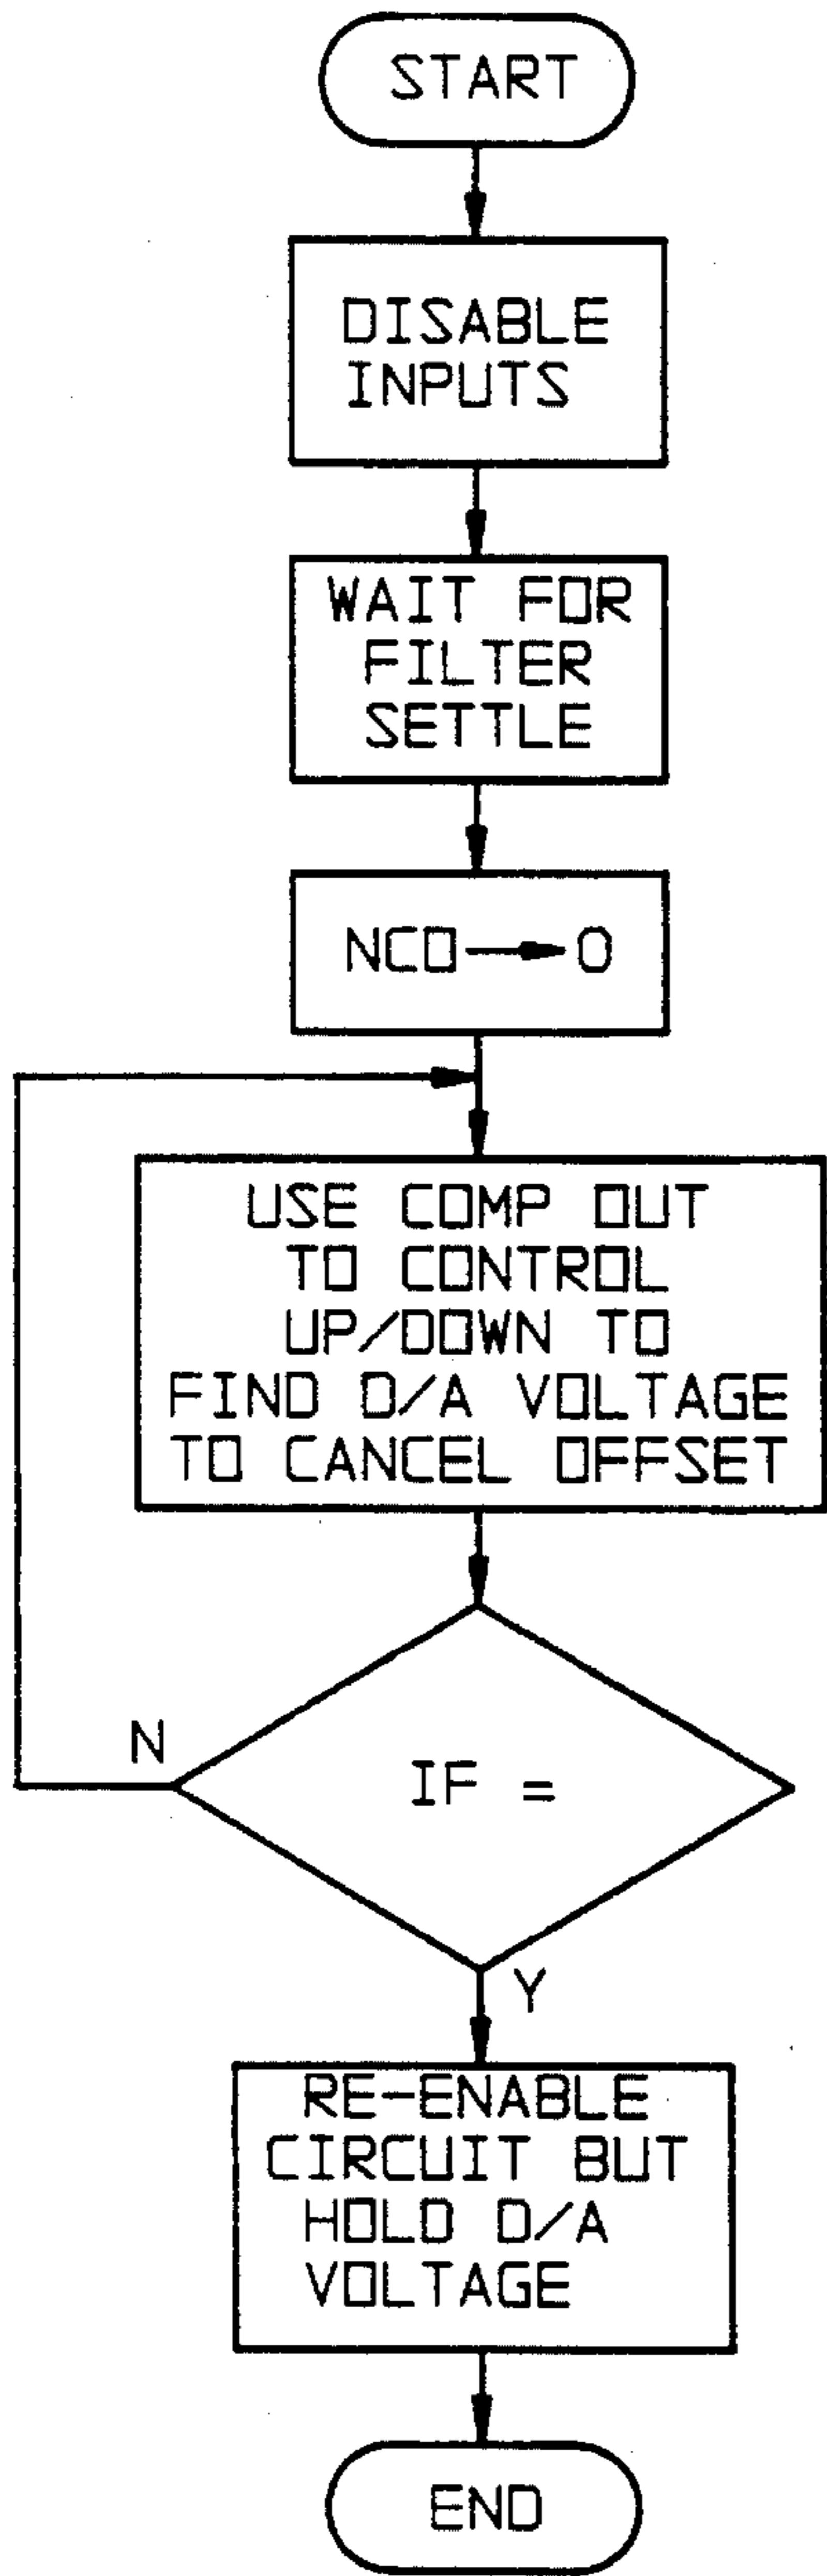 START
DISABLE
INPUTS
WAIT FOR
FILTER
SETTLE
NCO → 0
USE COMP OUT
TO CONTROL
UP/DOWN TO
FIND D/A VOLTAGE
TO CANCEL OFFSET
N
IF =
Y
RE-ENABLE
CIRCUIT BUT
HOLD D/A
VOLTAGE
END